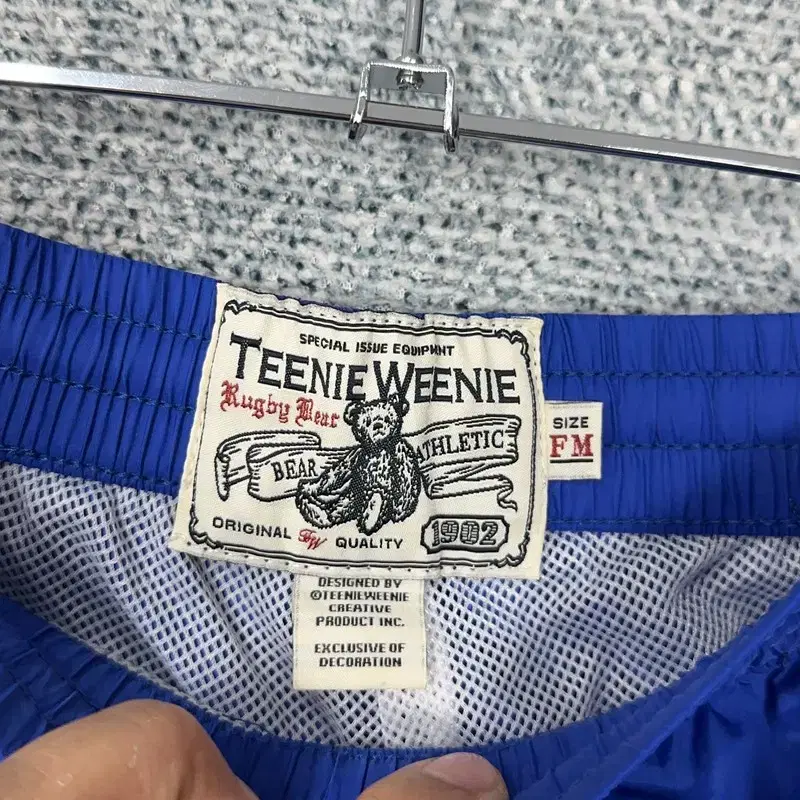 SPECIAL ISSUE EQUIPMNT
TEENIE WEENIE
Rugby Bear
BEAR ATHLETIC
ORIGINAL TW QUALITY 1902
SIZE
FM
DESIGNED BY
©TEENIEWEENIE
CREATIVE
PRODUCT INC.
EXCLUSIVE OF
DECORATION